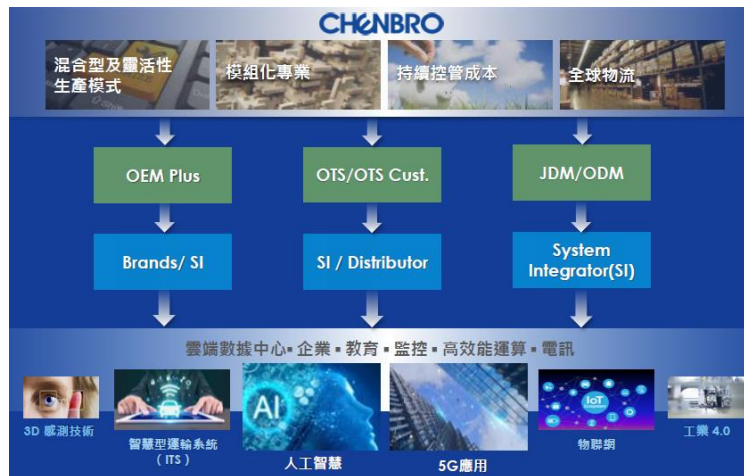 CHENBRO
混合型及靈活性
生產模式
模組化專業
持續控管成本
全球物流
OEM Plus
OTS/OTS Cust.
JDM/ODM
Brands/ SI
SI / Distributor
System
Integrator(SI)
雲端數據中心▪企業▪教育▪監控▪高效能運算▪電訊
AI
IoT
3D 感測技術
智慧型運輸系統
（ITS）
人工智慧
5G應用
物聯網
工業 4.0